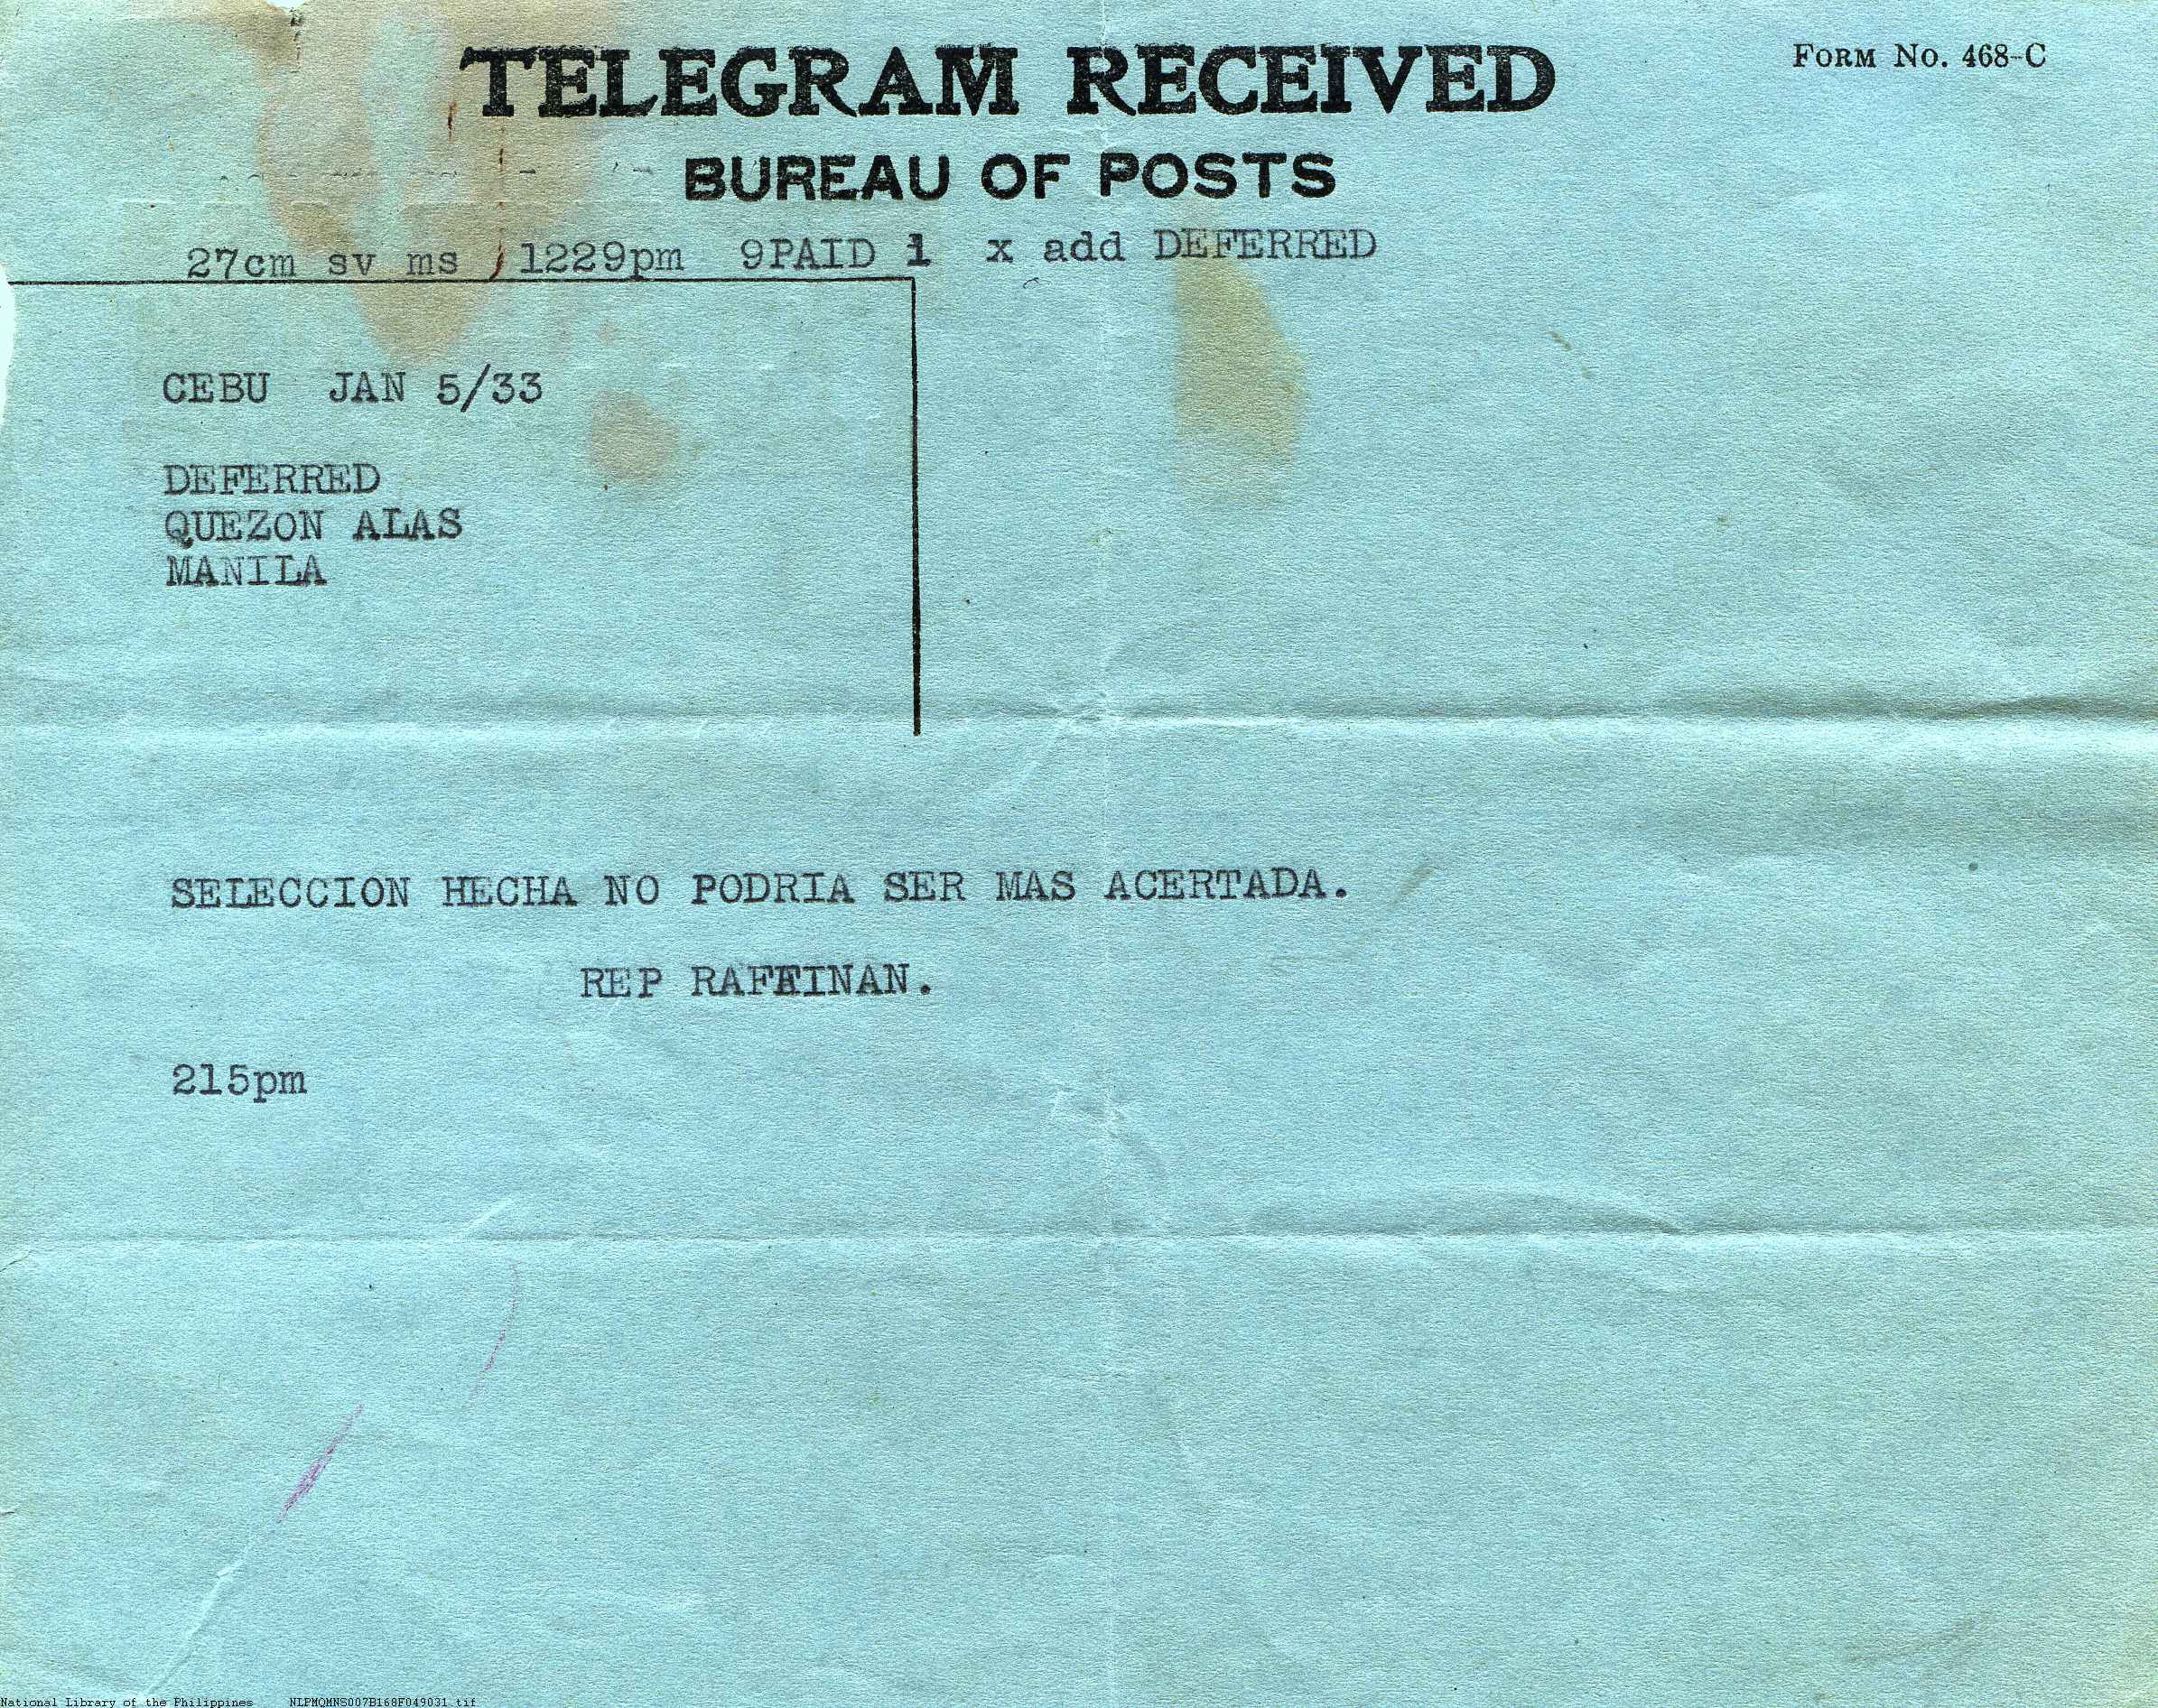 FORM NO. 468-C
TELEGRAM RECEIVED
BUREAU OF POSTS
27cm sv ms 1229pm 9PAID 1 x add DEFERRED
CEBU JAN 5/33
DEFERRED
QUEZON ALAS
MANILA
SELECCION HECHA NO PODRIA SER MAS ACERTADA.
REP
215pm
National Library of the Philippines NLPMQMNS007B168F049031.tif